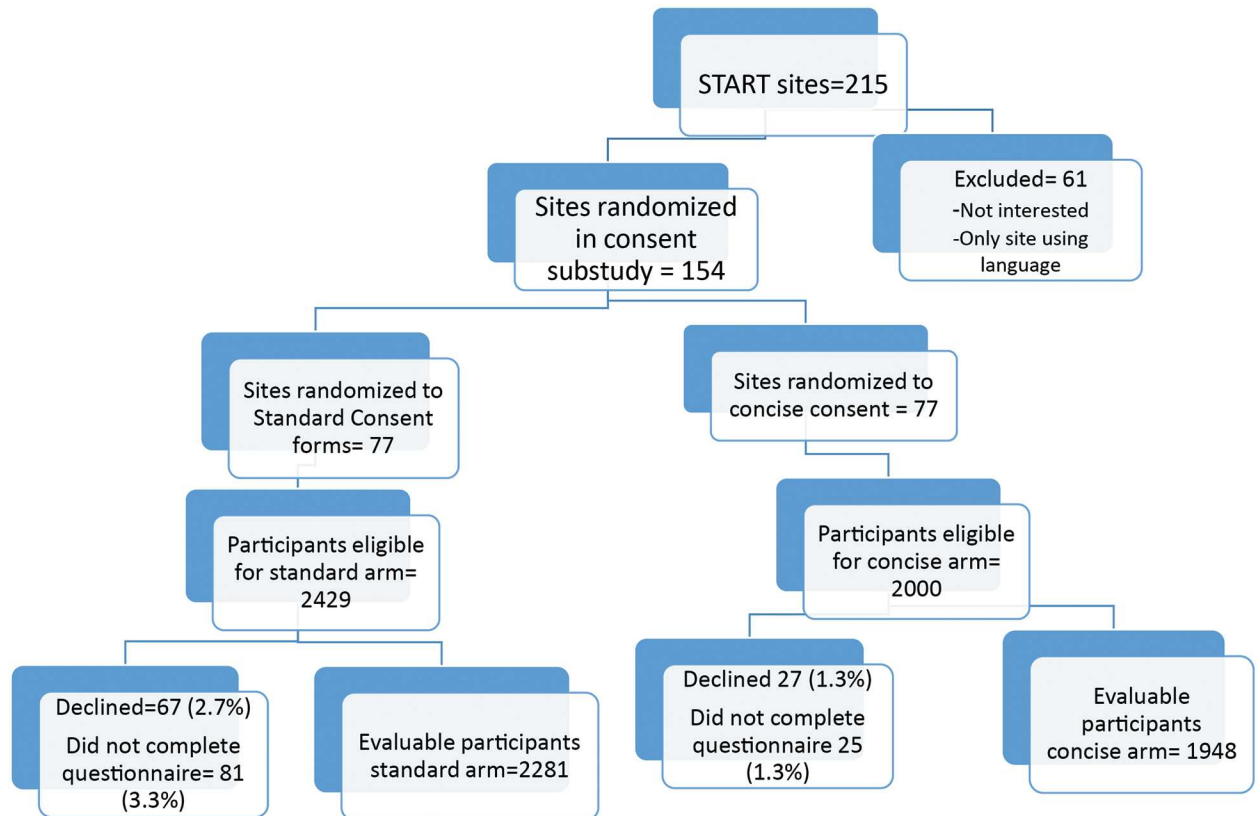 START sites=215
Excluded= 61
-Not interested
-Only site using
language
Sites randomized
in consent
substudy = 154
Sites randomized to
Standard Consent
forms= 77
Sites randomized to
concise consent = 77
Participants eligible
for standard arm=
2429
Participants eligible
for concise arm=
2000
Declined=67 (2.7%)
Did not complete
questionnaire= 81
(3.3%)
Evaluable participants
standard arm=2281
Declined 27 (1.3%)
Did not complete
questionnaire 25
(1.3%)
Evaluable
participants
concise arm= 1948